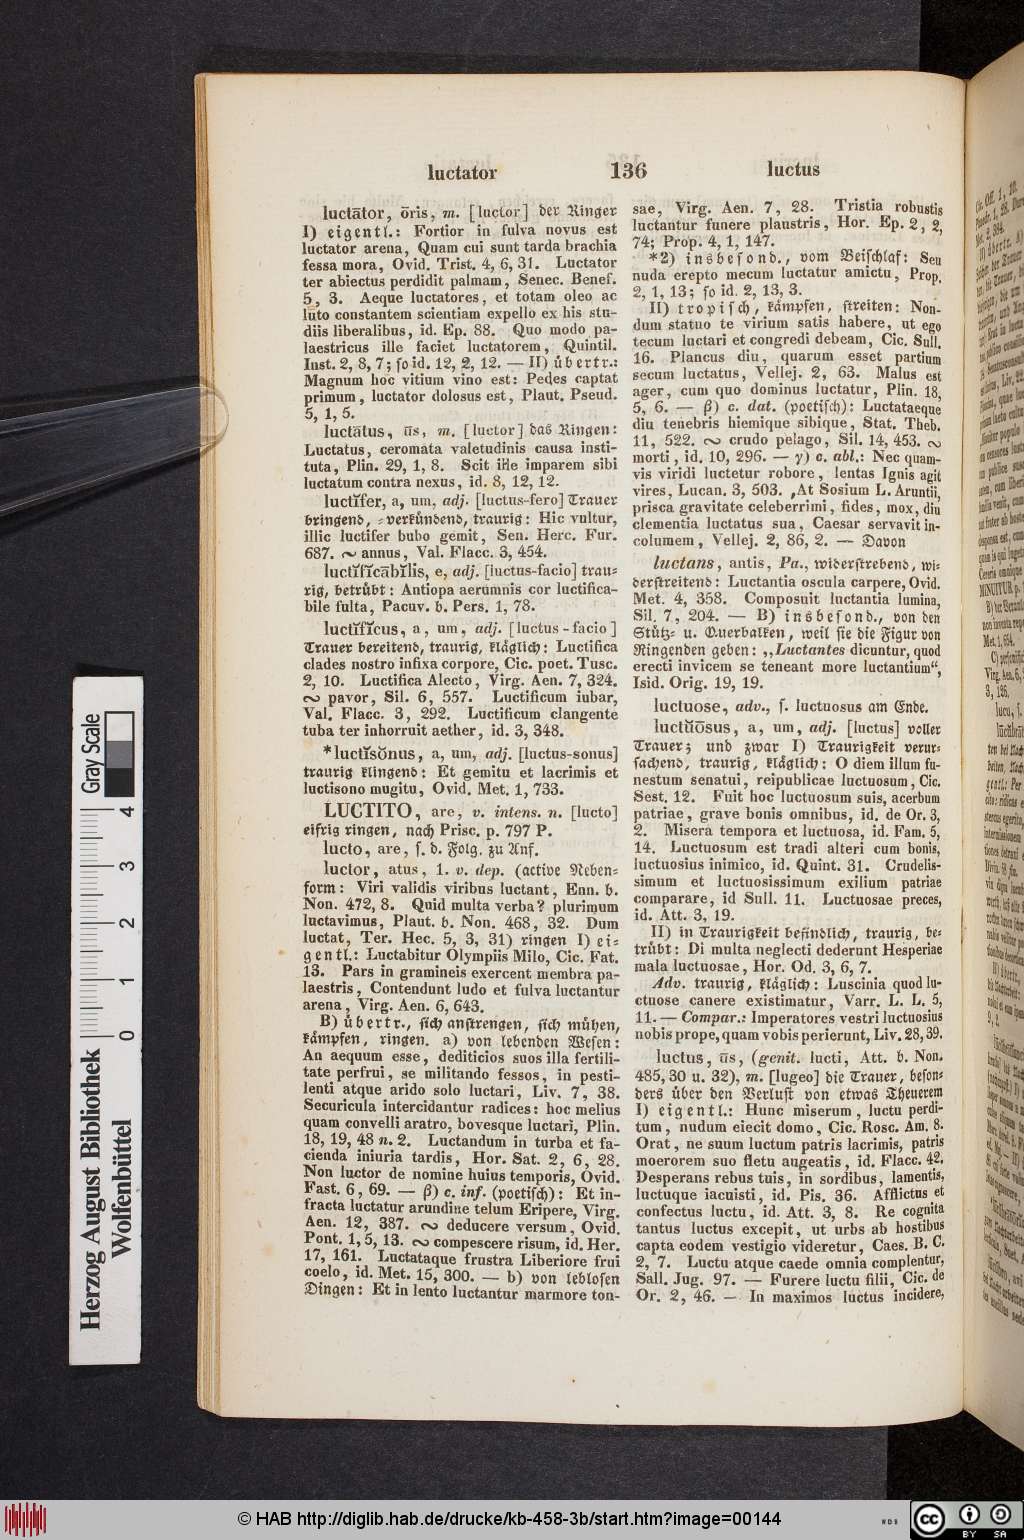 luctator 136 luctus
luctātor, ōris, m. [luctor] der Ringer
I) eigentl.: Fortior in fulva novus est
luctator arena, Quam cui sunt tarda brachia
fessa mora, Ovid. Trist. 4, 6, 31. Luctator
ter abiectus perdidit palmam, Senec. Benef.
5, 3. Aeque luctatores, et totam oleo ac
luto constantem scientiam expello ex his stu-
diis liberalibus, id. Ep. 88. Quo modo pa-
laestricus ille faciet luctatorem, Quintil.
Inst. 2, 8, 7; so id. 12, 2, 12. — II) übertr.:
Magnum hoc vitium vino est: Pedes captat
primum, luctator dolosus est, Plaut. Pseud.
5, 1, 5.
luctātus, ūs, m. [luctor] das Ringen:
Luctatus, ceromata valetudinis causa insti-
tuta, Plin. 29, 1, 8. Scit ille imparem sibi
luctatum contra nexus, id. 8, 12, 12.
luctĭfer, a, um, adj. [luctus-fero] Trauer
bringend, =verkündend, traurig: Hic vultur,
illic luctifer bubo gemit, Sen. Herc. Fur.
687. ~ annus, Val. Flacc. 3, 454.
luctĭfĭcābĭlis, e, adj. [luctus-facio] trau=
rig, betrübt: Antiopa aerumnis cor luctifica-
bile fulta, Pacuv. b. Pers. 1, 78.
luctĭfĭcus, a, um, adj. [luctus-facio]
Trauer bereitend, traurig, kläglich: Luctifica
clades nostro infixa corpore, Cic. poet. Tusc.
2, 10. Luctifica Alecto, Virg. Aen. 7, 324.
~ pavor, Sil. 6, 557. Luctificum iubar,
Val. Flacc. 3, 292. Luctificum clangente
tuba ter inhorruit aether, id. 3, 348.
*luctĭsŏnus, a, um, adj. [luctus-sonus]
traurig klingend: Et gemitu et lacrimis et
luctisono mugitu, Ovid. Met. 1, 733.
LUCTITO, are, v. intens. n. [lucto]
eifrig ringen, nach Prisc. p. 797 P.
lucto, are, s. d. Folg. zu Anf.
luctor, atus, 1. v. dep. (active Neben=
form: Viri validis viribus luctant, Enn. b.
Non. 472, 8. Quid multa verba? plurimum
luctavimus, Plaut. b. Non. 468, 32. Dum
luctat, Ter. Hec. 5, 3, 31) ringen I) ei=
gentl.: Luctabitur Olympiis Milo, Cic. Fat.
13. Pars in gramineis exercent membra pa-
laestris, Contendunt ludo et fulva luctantur
arena, Virg. Aen. 6, 643.
B) übertr., sich anstrengen, sich mühen,
kämpfen, ringen. a) von lebenden Wesen:
An aequum esse, dediticios suos illa fertili-
tate perfrui, se militando fessos, in pesti-
lenti atque arido solo luctari, Liv. 7, 38.
Securicula intercidantur radices: hoc melius
quam convelli aratro, bovesque luctari, Plin.
18, 19, 48 n. 2. Luctandum in turba et fa-
cienda iniuria tardis, Hor. Sat. 2, 6, 28.
Non luctor de nomine huius temporis, Ovid.
Fast. 6, 69. — β) c. inf. (poetisch): Et in-
fracta luctatur arundine telum Eripere, Virg.
Aen. 12, 387. ~ deducere versum, Ovid.
Pont. 1, 5, 13. ~ compescere risum, id. Her.
17, 161. Luctataque frustra Liberiore frui
coelo, id. Met. 15, 300. — b) von leblosen
Dingen: Et in lento luctantur marmore ton-
sae, Virg. Aen. 7, 28. Tristia robustis
luctantur funere plaustris, Hor. Ep. 2, 2,
74; Prop. 4, 1, 147.
*2) insbesond., vom Beischlaf: Seu
nuda erepto mecum luctatur amictu, Prop.
2, 1, 13; so id. 2, 13, 3.
II) tropisch, kämpfen, streiten: Non-
dum statuo te virium satis habere, ut ego
tecum luctari et congredi debeam, Cic. Sull.
16. Plancus diu, quarum esset partium
secum luctatus, Vellej. 2, 63. Malus est
ager, cum quo dominus luctatur, Plin. 18,
5, 6. — β) c. dat. (poetisch): Luctataeque
diu tenebris hiemique sibique, Stat. Theb.
11, 522. ~ crudo pelago, Sil. 14, 453. ~
morti, id. 10, 296. — γ) c. abl.: Nec quam-
vis viridi luctetur robore, lentas Ignis agit
vires, Lucan. 3, 503. At Sosium L. Aruntii,
prisca gravitate celeberrimi, fides, mox, diu
clementia luctatus sua, Caesar servavit in-
columem, Vellej. 2, 86, 2. — Davon
luctans, antis, Pa., widerstrebend, wi=
derstreitend: Luctantia oscula carpere, Ovid.
Met. 4, 358. Composuit luctantia lumina,
Sil. 7, 204. — B) insbesond., von den
Stütz= u. Querbalken, weil sie die Figur von
Ringenden geben: „Luctantes dicuntur, quod
erecti invicem se teneant more luctantium“,
Isid. Orig. 19, 19.
luctuose, adv., s. luctuosus am Ende.
luctŭōsus, a, um, adj. [luctus] voller
Trauer; und zwar I) Traurigkeit verur=
sachend, traurig, kläglich: O diem illum fu-
nestum senatui, reipublicae luctuosum, Cic.
Sest. 12. Fuit hoc luctuosum suis, acerbum
patriae, grave bonis omnibus, id. de Or. 3,
2. Misera tempora et luctuosa, id. Fam. 5,
14. Luctuosum est tradi alteri cum bonis,
luctuosius inimico, id. Quint. 31. Crudelis-
simum et luctuosissimum exilium patriae
comparare, id Sull. 11. Luctuosae preces,
id. Att. 3, 19.
II) in Traurigkeit befindlich, traurig, be=
trübt: Di multa neglecti dederunt Hesperiae
mala luctuosae, Hor. Od. 3, 6, 7.
Adv. traurig, kläglich: Luscinia quod lu-
ctuose canere existimatur, Varr. L. L. 5,
11. — Compar.: Imperatores vestri luctuosius
nobis prope, quam vobis perierunt, Liv. 28, 39.
luctus, ūs, (genit. lucti, Att. b. Non.
485, 30 u. 32), m. [lugeo] die Trauer, beson=
ders über den Verlust von etwas Theuerem
I) eigentl.: Hunc miserum, luctu perdi-
tum, nudum eiecit domo, Cic. Rosc. Am. 8.
Orat, ne suum luctum patris lacrimis, patris
moerorem suo fletu augeatis, id. Flacc. 42.
Desperans rebus tuis, in sordibus, lamentis,
luctuque iacuisti, id. Pis. 36. Afflictus et
confectus luctu, id. Att. 3, 8. Re cognita
tantus luctus excepit, ut urbs ab hostibus
capta eodem vestigio videretur, Caes. B. C.
2, 7. Luctu atque caede omnia complentur,
Sall. Jug. 97. — Furere luctu filii, Cic. de
Or. 2, 46. — In maximos luctus incidere,
Gray Scale
0 1 2 3 4
Herzog August Bibliothek
Wolfenbüttel
© HAB http://diglib.hab.de/drucke/kb-458-3b/start.htm?image=00144
WDB
cc BY SA